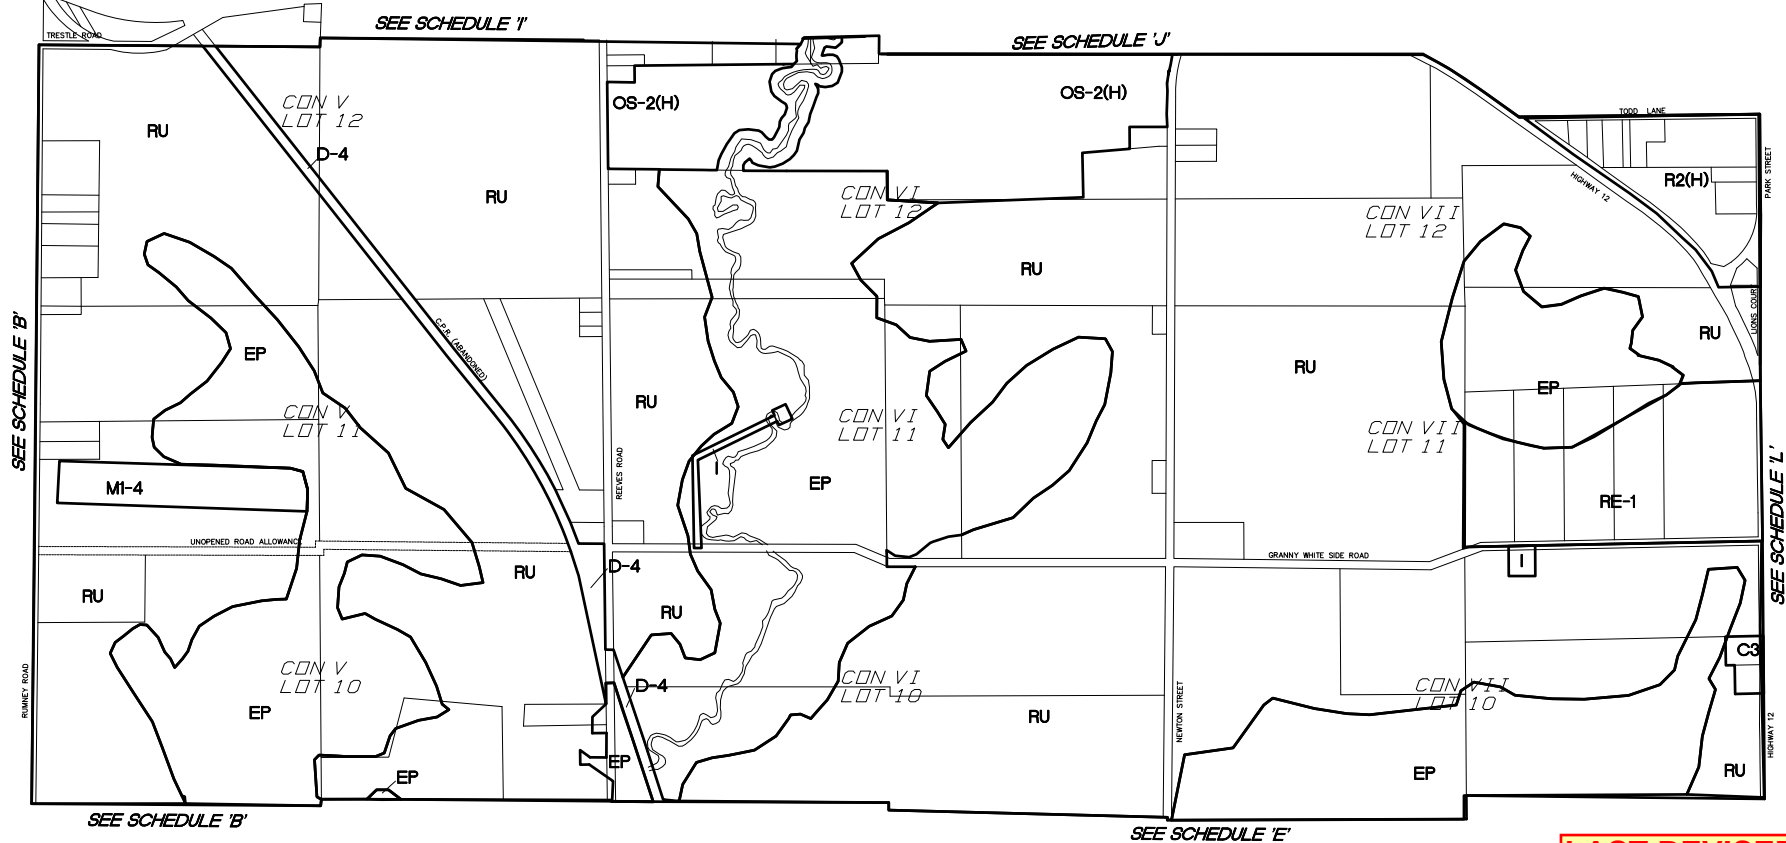 SEE SCHEDULE 'I'
SEE SCHEDULE 'J'
TRESTLE ROAD
OS-2(H)
OS-2(H)
CON V
LOT 12
RU
D-4
TODD LANE
PARK STREET
HIGHWAY 12
R2(H)
RU
CON VI
LOT 12
CON VII
LOT 12
RU
SEE SCHEDULE 'B'
EP
C.P.R. (ABANDONED)
LIONS COURT
RU
RU
EP
RU
CON V
LOT 11
CON VI
LOT 11
CON VII
LOT 11
REEVES ROAD
I
EP
M1-4
RE-1
SEE SCHEDULE 'L'
UNOPENED ROAD ALLOWANCE
GRANNY WHITE SIDE ROAD
I
RU
RU
D-4
RU
CON V
LOT 10
CON VI
LOT 10
CON VII
LOT 10
C3
D-4
RUMNEY ROAD
EP
RU
NEWTON STREET
HIGHWAY 12
EP
EP
EP
RU
SEE SCHEDULE 'B'
SEE SCHEDULE 'E'